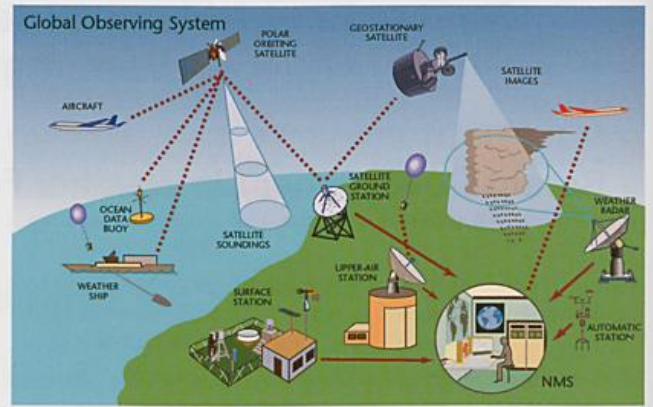 Global Observing System
POLAR
ORBITING
SATELLITE
GEOSTATIONARY
SATELLITE
SATELLITE
IMAGES
AIRCRAFT
SATELLITE
GROUND
STATION
WEATHER
RADAR
OCEAN
DATA
BUOY
SATELLITE
SOUNDINGS
WEATHER
SHIP
UPPER-AIR
STATION
SURFACE
STATION
AUTOMATIC
STATION
NMS